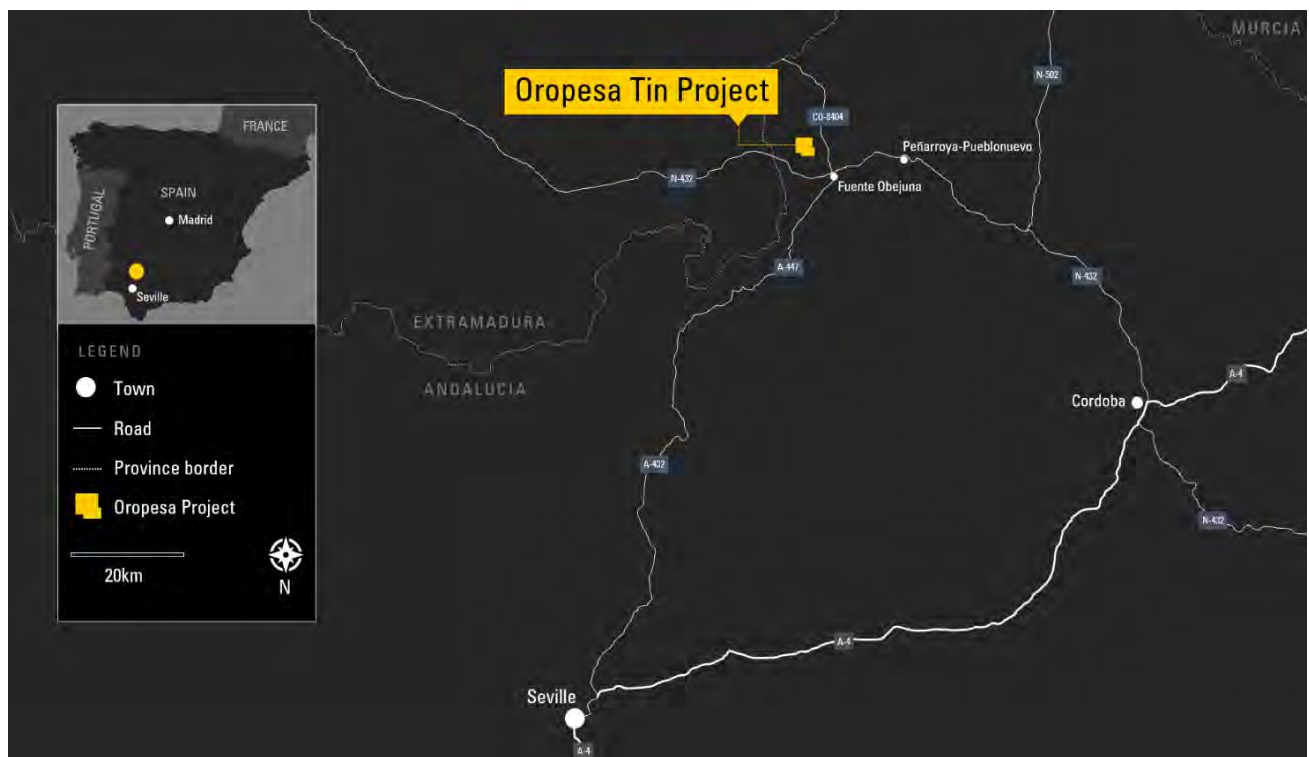 MURCIA
N-502
Oropesa Tin Project
CO-8404
Peñarroya-Pueblonuevo
N-432
Fuente Obejuna
A-447
N-432
FRANCE
SPAIN
PORTUGAL
Madrid
Seville
EXTRAMADURA
ANDALUCIA
LEGEND
Town
Road
Province border
Oropesa Project
20km
N
A-4
Cordoba
A-432
N-432
A-4
Seville
A-4